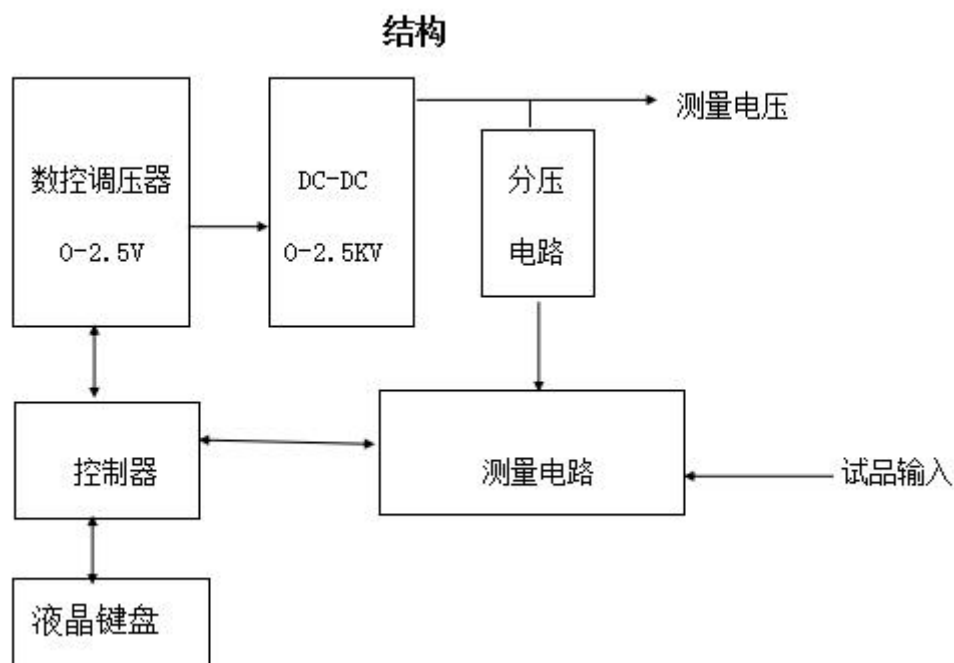 结构
数控调压器
0-2.5V
DC-DC
0-2.5KV
测量电压
分压
电路
控制器
测量电路
试品输入
液晶键盘